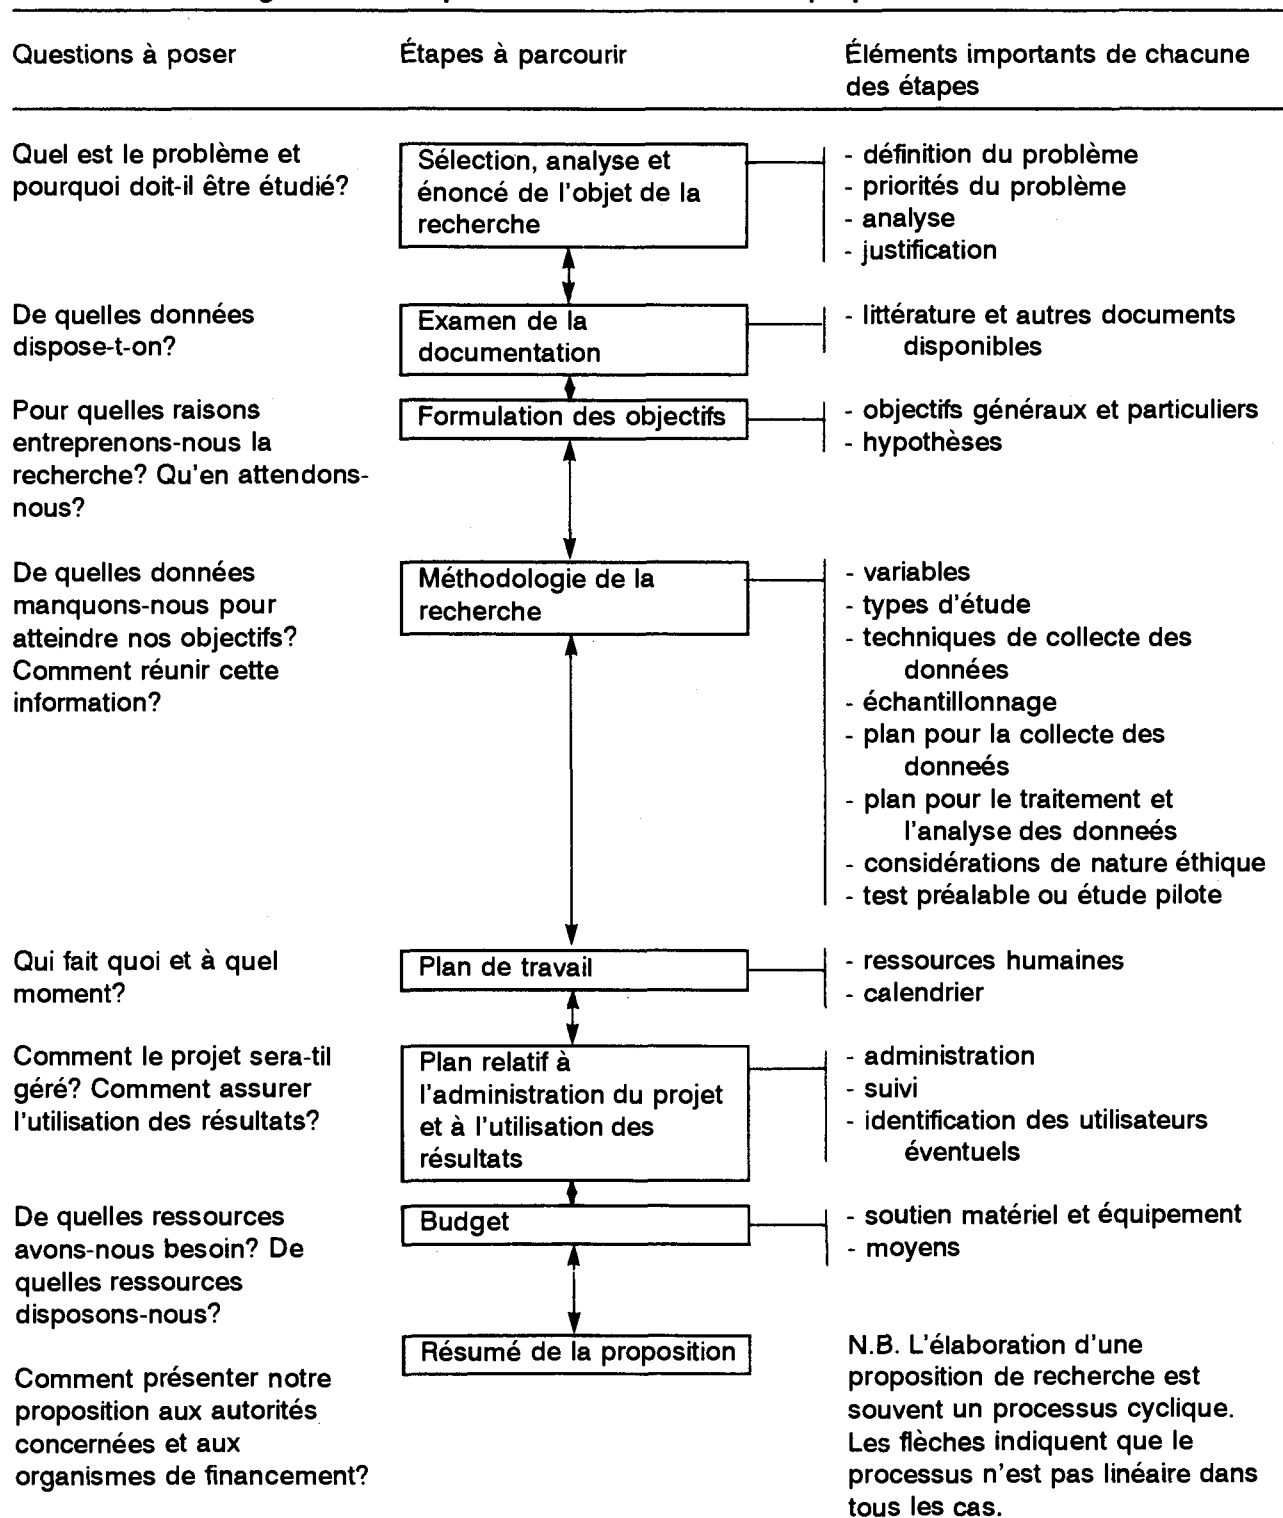 Questions à poser
Étapes à parcourir
Éléments importants de chacune
des étapes
Quel est le problème et
pourquoi doit-il être étudié?
Sélection, analyse et
énoncé de l'objet de la
recherche
- définition du problème
- priorités du problème
- analyse
- justification
De quelles données
dispose-t-on?
Examen de la
documentation
- littérature et autres documents
disponibles
Pour quelles raisons
entreprenons-nous la
recherche? Qu'en attendons-
nous?
Formulation des objectifs
- objectifs généraux et particuliers
- hypothèses
De quelles données
manquons-nous pour
atteindre nos objectifs?
Comment réunir cette
information?
Méthodologie de la
recherche
- variables
- types d'étude
- techniques de collecte des
données
- échantillonnage
- plan pour la collecte des
donneés
- plan pour le traitement et
l'analyse des donneés
- considérations de nature éthique
- test préalable ou étude pilote
Qui fait quoi et à quel
moment?
Plan de travail
- ressources humaines
- calendrier
Comment le projet sera-til
géré? Comment assurer
l'utilisation des résultats?
Plan relatif à
l'administration du projet
et à l'utilisation des
résultats
- administration
- suivi
- identification des utilisateurs
éventuels
De quelles ressources
avons-nous besoin? De
quelles ressources
disposons-nous?
Budget
- soutien matériel et équipement
- moyens
Comment présenter notre
proposition aux autorités
concernées et aux
organismes de financement?
Résumé de la proposition
N.B. L'élaboration d'une
proposition de recherche est
souvent un processus cyclique.
Les flèches indiquent que le
processus n'est pas linéaire dans
tous les cas.